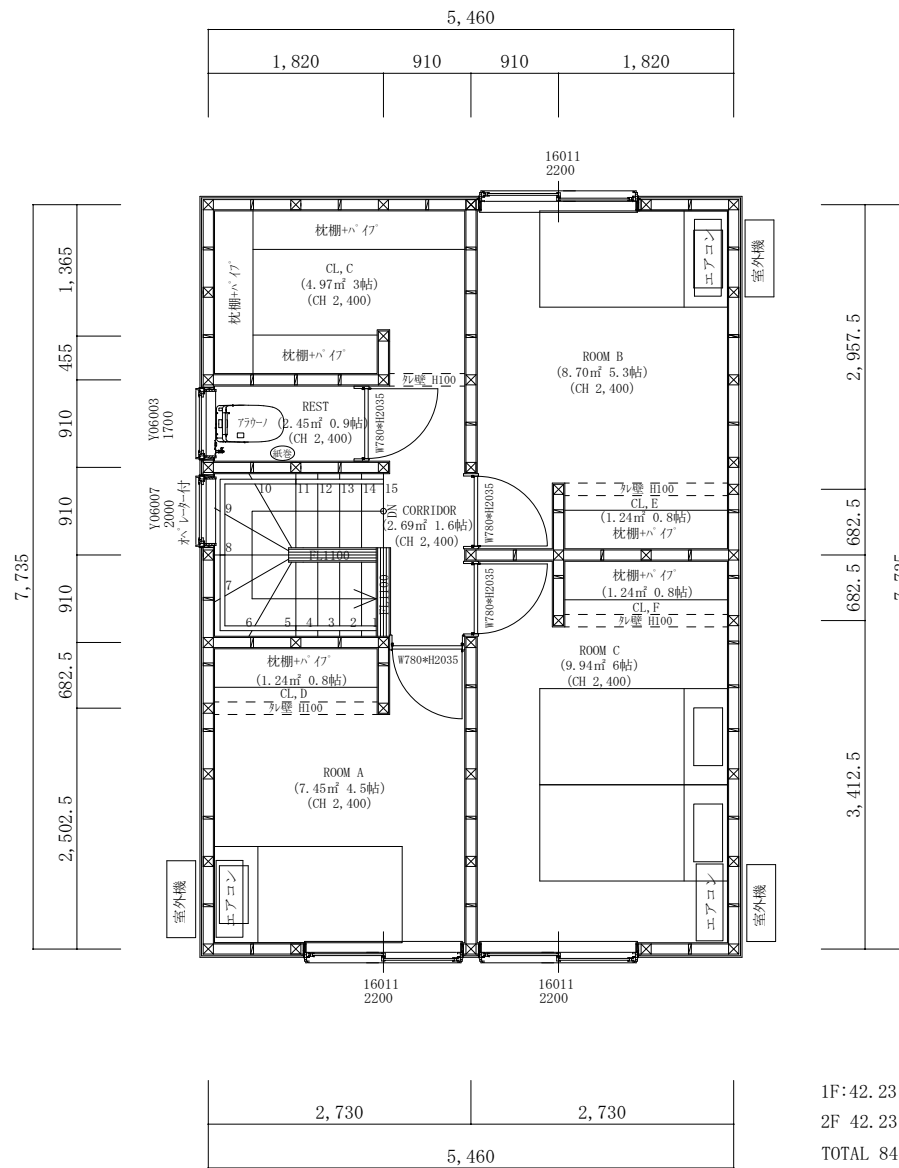 5,460
1,820
910
910
1,820
16011
2200
7,735
1,365
455
910
910
910
682.5
2,502.5
2,957.5
682.5
682.5
3,412.5
枕棚+ﾊﾟｲﾌﾟ
枕棚+ﾊﾟｲﾌﾟ
CL,C
(4.97㎡ 3帖)
(CH 2,400)
枕棚+ﾊﾟｲﾌﾟ
ﾀﾚ壁 H100
エアコン
室外機
ROOM B
(8.70㎡ 5.3帖)
(CH 2,400)
Y06003
1700
アラウーノ
REST
(2.45㎡ 0.9帖)
(CH 2,400)
紙巻
W780*H2035
Y06007
2000
ｵﾍﾟﾚｰﾀｰ付
10
11
12
13
14
15
9
8
7
6
5
4
3
2
1
DN
FL1100
FL1100
CORRIDOR
(2.69㎡ 1.6帖)
(CH 2,400)
W780*H2035
ﾀﾚ壁 H100
CL,E
(1.24㎡ 0.8帖)
枕棚+ﾊﾟｲﾌﾟ
W780*H2035
枕棚+ﾊﾟｲﾌﾟ
(1.24㎡ 0.8帖)
CL,F
ﾀﾚ壁 H100
枕棚+ﾊﾟｲﾌﾟ
(1.24㎡ 0.8帖)
CL,D
ﾀﾚ壁 H100
W780*H2035
ROOM C
(9.94㎡ 6帖)
(CH 2,400)
ROOM A
(7.45㎡ 4.5帖)
(CH 2,400)
室外機
エアコン
エアコン
室外機
16011
2200
16011
2200
2,730
2,730
5,460
1F:42.23
2F 42.23
TOTAL 84